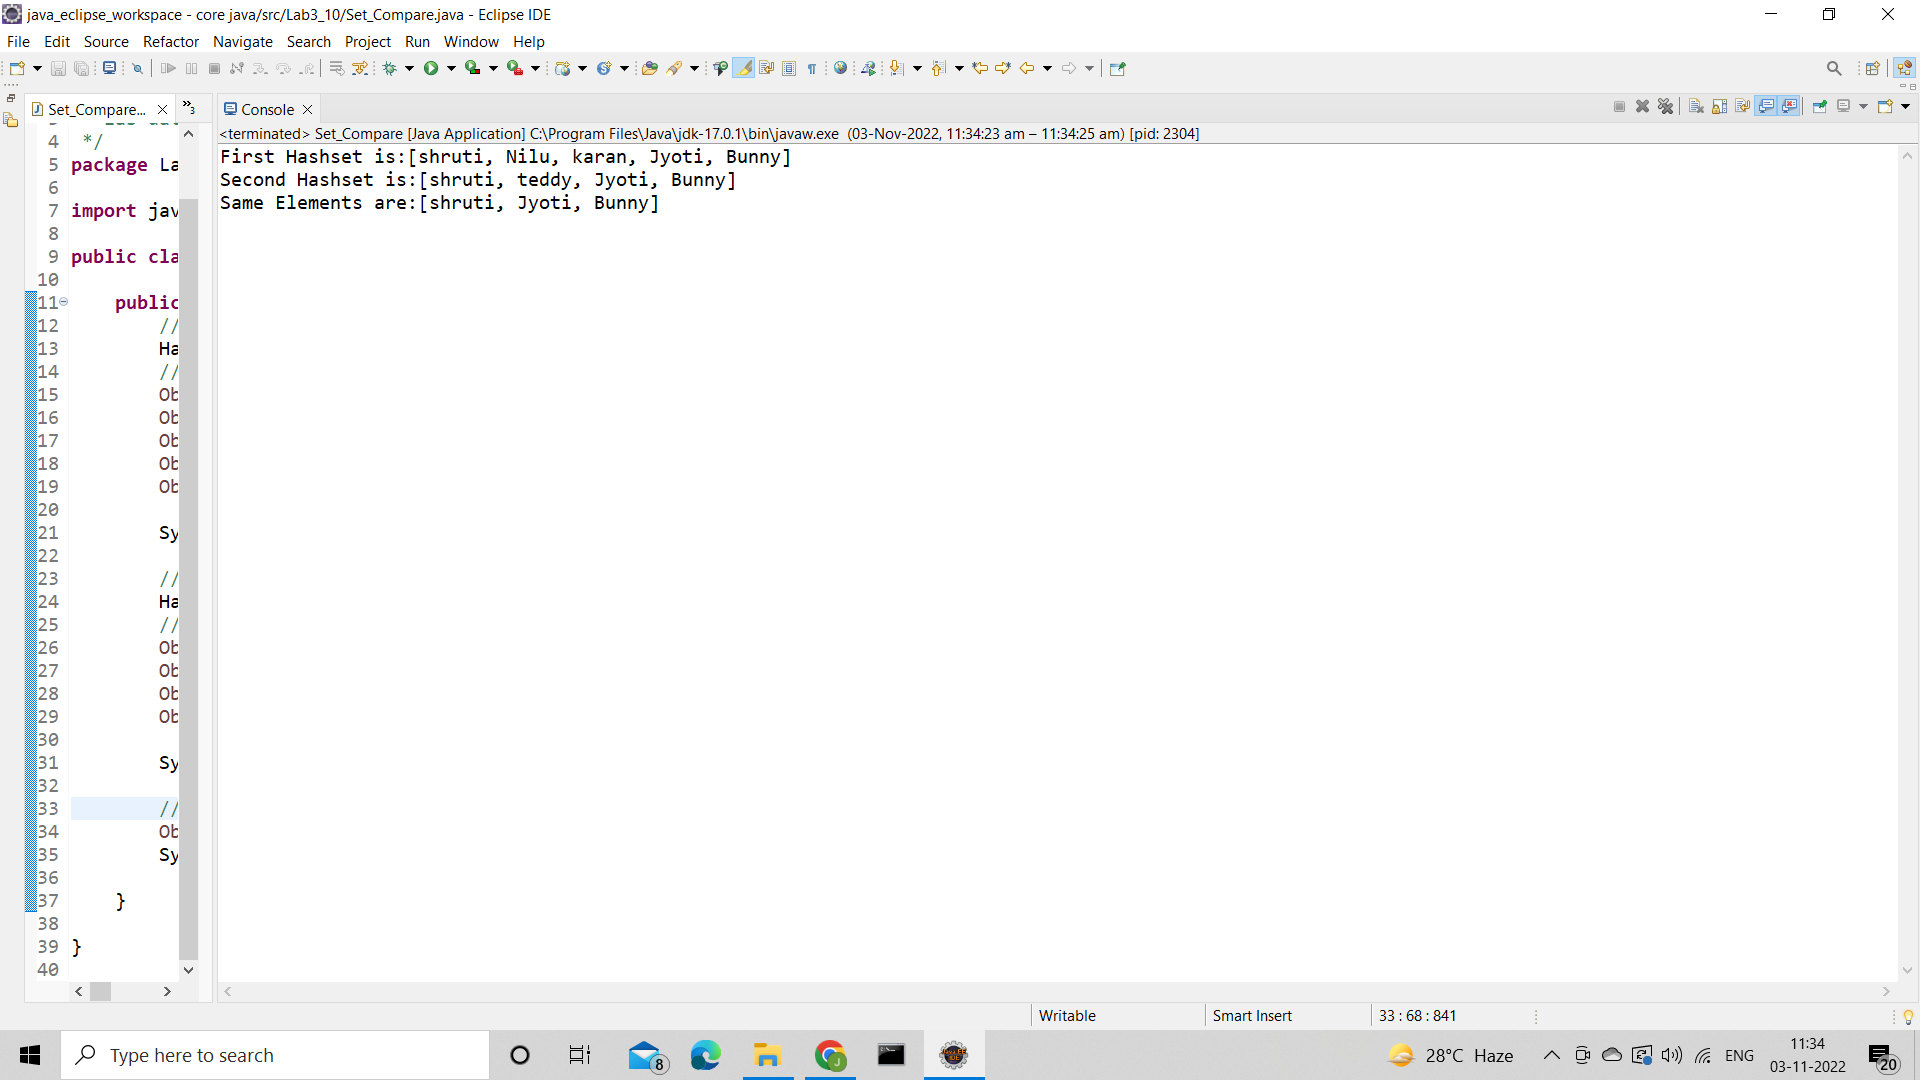 java_eclipse_workspace - core java/src/Lab3_10/Set_Compare.java - Eclipse IDE
File Edit Source Refactor Navigate Search Project Run Window Help
Set_Compare... 3
Console
<terminated> Set_Compare [Java Application] C:\Program Files\Java\jdk-17.0.1\bin\javaw.exe (03-Nov-2022, 11:34:23 am – 11:34:25 am) [pid: 2304]
First Hashset is:[shruti, Nilu, karan, Jyoti, Bunny]
Second Hashset is:[shruti, teddy, Jyoti, Bunny]
Same Elements are:[shruti, Jyoti, Bunny]
4 */
5 package La
6
7 import jav
8
9 public cla
10
11 public
12 //
13 Ha
14 //
15 Ob
16 Ob
17 Ob
18 Ob
19 Ob
20
21 Sy
22
23 //
24 Ha
25 //
26 Ob
27 Ob
28 Ob
29 Ob
30
31 Sy
32
33 //
34 Ob
35 Sy
36
37 }
38
39 }
40
Writable Smart Insert 33 : 68 : 841
Type here to search
8
28°C Haze
ENG
11:34
03-11-2022
20